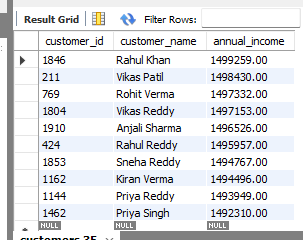 Result Grid Filter Rows:
customer_id customer_name annual_income
1846 Rahul Khan 1499259.00
211 Vikas Patil 1498430.00
769 Rohit Verma 1497332.00
1804 Vikas Reddy 1497153.00
1910 Anjali Sharma 1496526.00
424 Rahul Reddy 1495957.00
1853 Sneha Reddy 1494767.00
1162 Kiran Verma 1494496.00
1144 Priya Reddy 1493949.00
1462 Priya Singh 1492310.00
NULL NULL NULL
customers 35